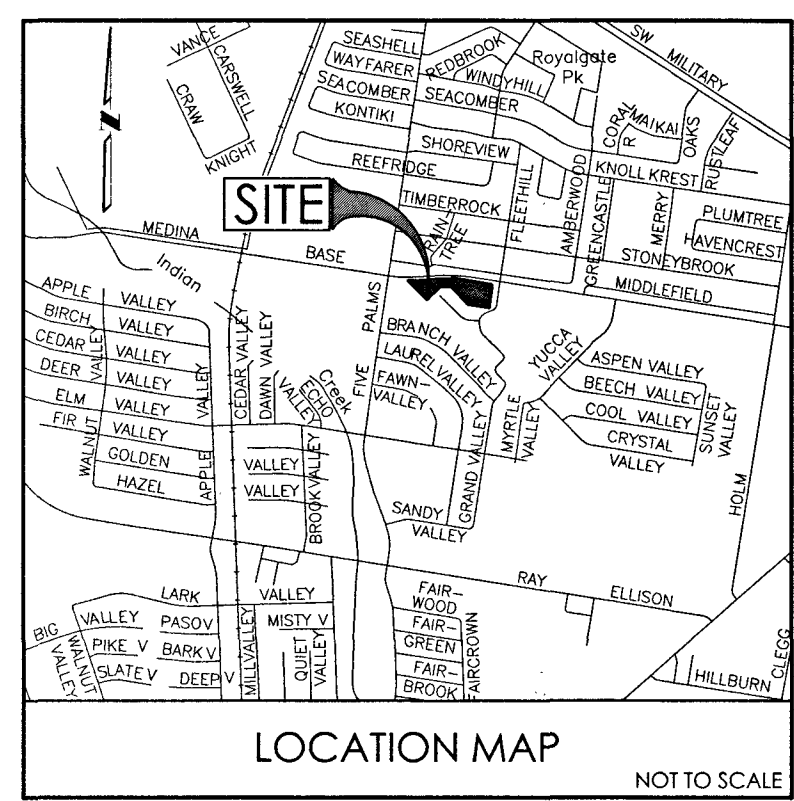 VANCE
CARSWELL
CRAW
KNIGHT
SEASHELL
WAYFARER
SEACOMBER
KONTIKI
REDBROOK
WINDYHILL
SEACOMBER
SHOREVIEW
REEFRIDGE
Royalgate
Pk
SW MILITARY
CORAL
R
MAIKAI
OAKS
RUSTLEAF
KNOLL KREST
TIMBERROCK
RAIN-
TREE
FLEETHILL
AMBERWOOD
GREENCASTLE
MERRY
PLUMTREE
HAVENCREST
STONEYBROOK
MIDDLEFIELD
N
SITE
MEDINA
BASE
Indian
Creek
APPLE VALLEY
BIRCH VALLEY
CEDAR VALLEY
DEER VALLEY
ELM VALLEY
FIR VALLEY
GOLDEN
HAZEL
VALLEY
WALNUT
APPLE
VALLEY
CEDAR VALLEY
DAWN VALLEY
ECHO
VALLEY
VALLEY
VALLEY
BROOK VALLEY
FIVE PALMS
BRANCH VALLEY
LAUREL VALLEY
FAWN-
VALLEY
GRAND VALLEY
SANDY
VALLEY
MYRTLE
VALLEY
YUCCA
VALLEY
ASPEN VALLEY
BEECH VALLEY
COOL VALLEY
CRYSTAL
VALLEY
SUNSET
VALLEY
HOLM
RAY ELLISON
LARK VALLEY
BIG VALLEY
WALNUT
VALLEY
PASO V
PIKE V
BARK V
SLATE V
DEEP V
MILLVALLEY
MISTY V
QUIET
VALLEY
FAIR-
WOOD
FAIR-
GREEN
FAIR-
BROOK
FAIRCROWN
HILLBURN
CLEGG
LOCATION MAP
NOT TO SCALE